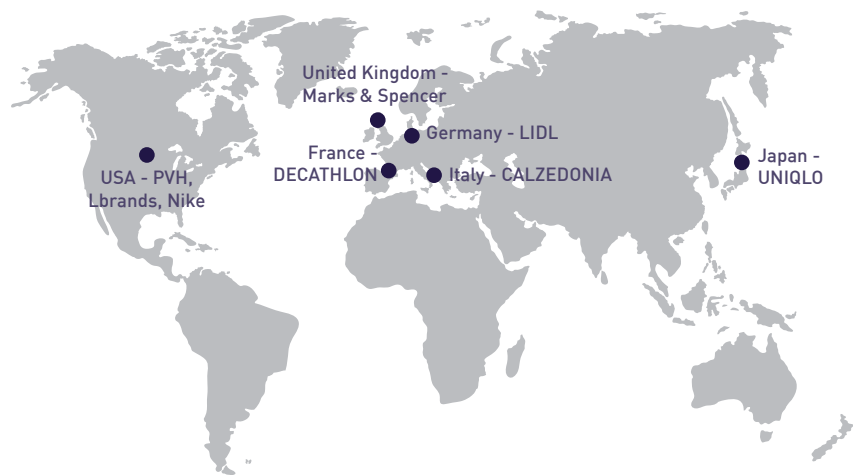 United Kingdom -
Marks & Spencer
Germany - LIDL
France -
DECATHLON
Italy - CALZEDONIA
USA - PVH,
Lbrands, Nike
Japan -
UNIQLO